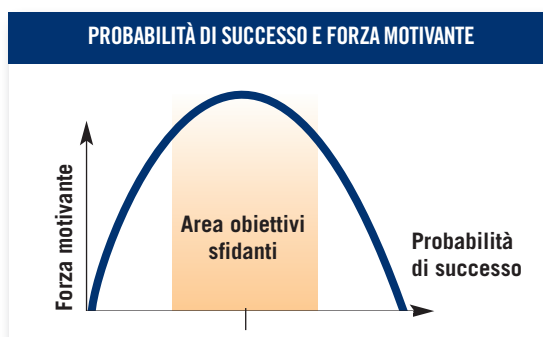 PROBABILITÀ DI SUCCESSO E FORZA MOTIVANTE
Forza motivante
Area obiettivi
sfidanti
Probabilità
di successo